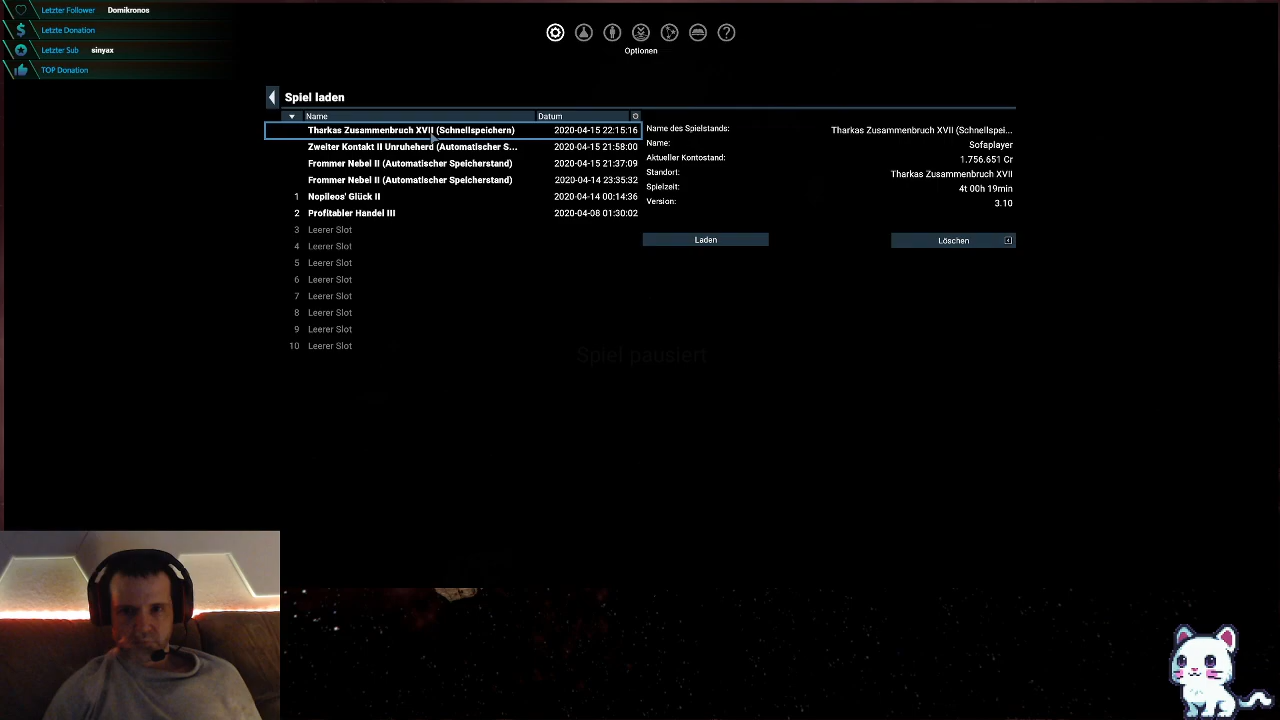 Letzter Follower Domikronos
Letzte Donation
Letzter Sub sinyax
TOP Donation
Optionen
Spiel laden
Name Datum
Tharkas Zusammenbruch XVII (Schnellspeichern) 2020-04-15 22:15:16
Zweiter Kontakt II Unruheherd (Automatischer S... 2020-04-15 21:58:00
Frommer Nebel II (Automatischer Speicherstand) 2020-04-15 21:37:09
Frommer Nebel II (Automatischer Speicherstand) 2020-04-14 23:35:32
1 Nopileos' Glück II 2020-04-14 00:14:36
2 Profitabler Handel III 2020-04-08 01:30:02
3 Leerer Slot
4 Leerer Slot
5 Leerer Slot
6 Leerer Slot
7 Leerer Slot
8 Leerer Slot
9 Leerer Slot
10 Leerer Slot
Name des Spielstands: Tharkas Zusammenbruch XVII (Schnellspei...
Name: Sofaplayer
Aktueller Kontostand: 1.756.651 Cr
Standort: Tharkas Zusammenbruch XVII
Spielzeit: 4t 00h 19min
Version: 3.10
Laden Löschen
Spiel pausiert